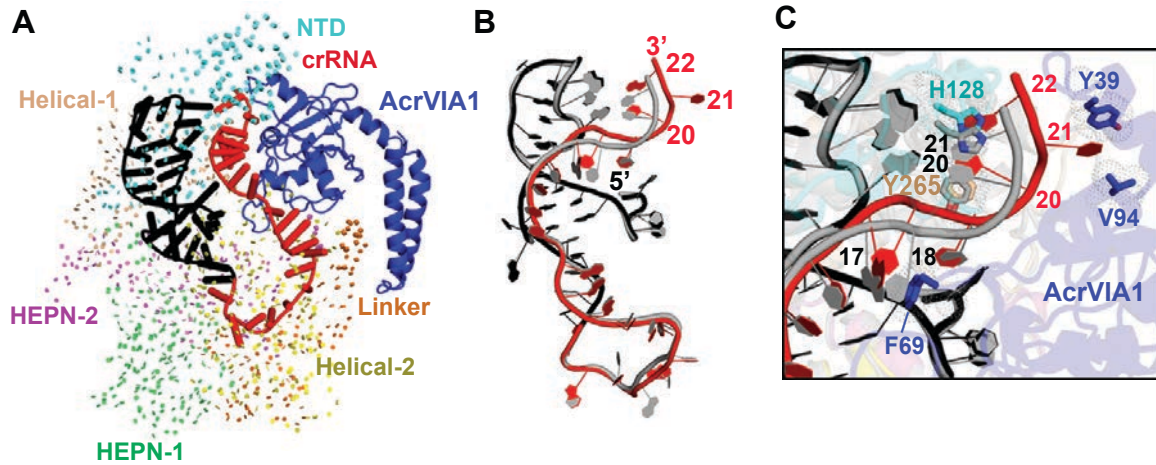 A
NTD
crRNA
Helical-1
AcrVIA1
HEPN-2
Linker
Helical-2
HEPN-1
B
3’
22
21
20
5’
C
H128
22
Y39
21
21
20
Y265
20
V94
17
18
AcrVIA1
F69